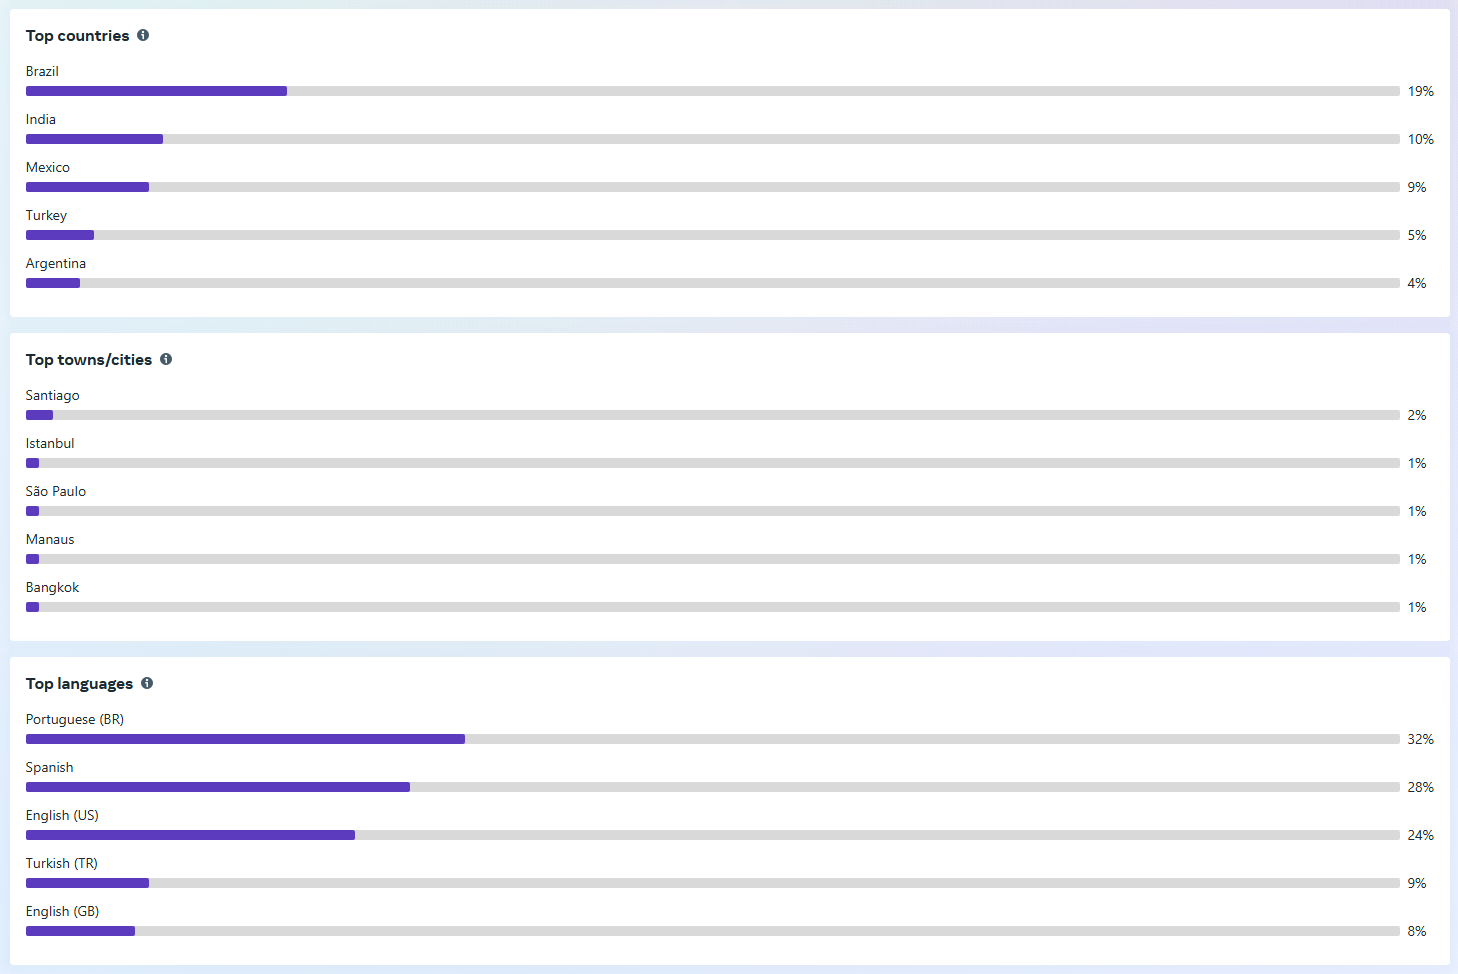 Top countries
Brazil
19%
India
10%
Mexico
9%
Turkey
5%
Argentina
4%
Top towns/cities
Santiago
2%
Istanbul
1%
São Paulo
1%
Manaus
1%
Bangkok
1%
Top languages
Portuguese (BR)
32%
Spanish
28%
English (US)
24%
Turkish (TR)
9%
English (GB)
8%